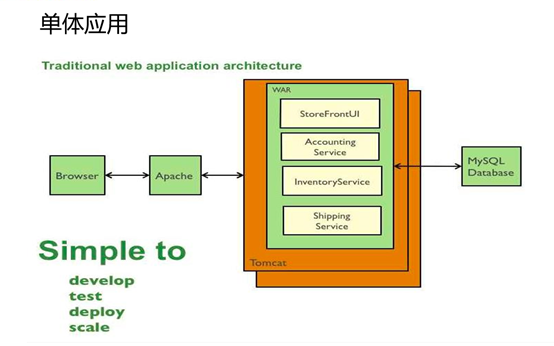 单体应用
Traditional web application architecture
WAR
StoreFrontUI
Accounting
Service
InventoryService
Shipping
Service
Tomcat
Browser
Apache
MySQL
Database
Simple to
develop
test
deploy
scale